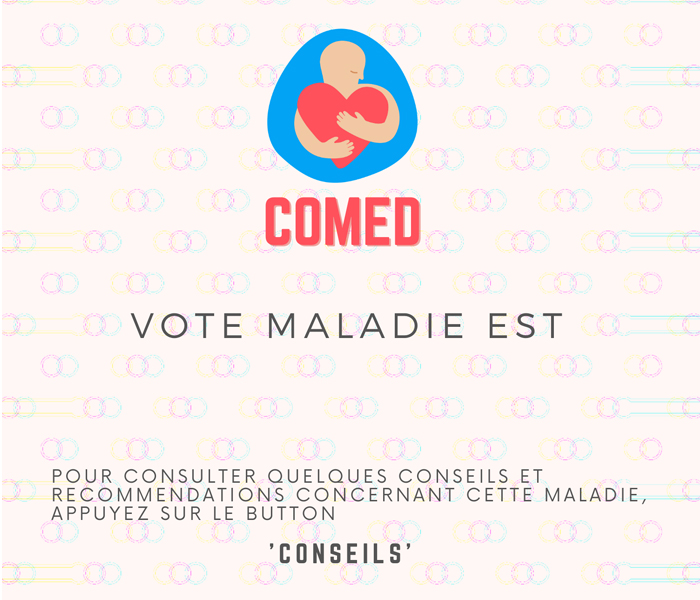 COMED
VOTE MALADIE EST
POUR CONSULTER QUELQUES CONSEILS ET
RECOMMENDATIONS CONCERNANT CETTE MALADIE,
APPUYEZ SUR LE BUTTON
'CONSEILS'